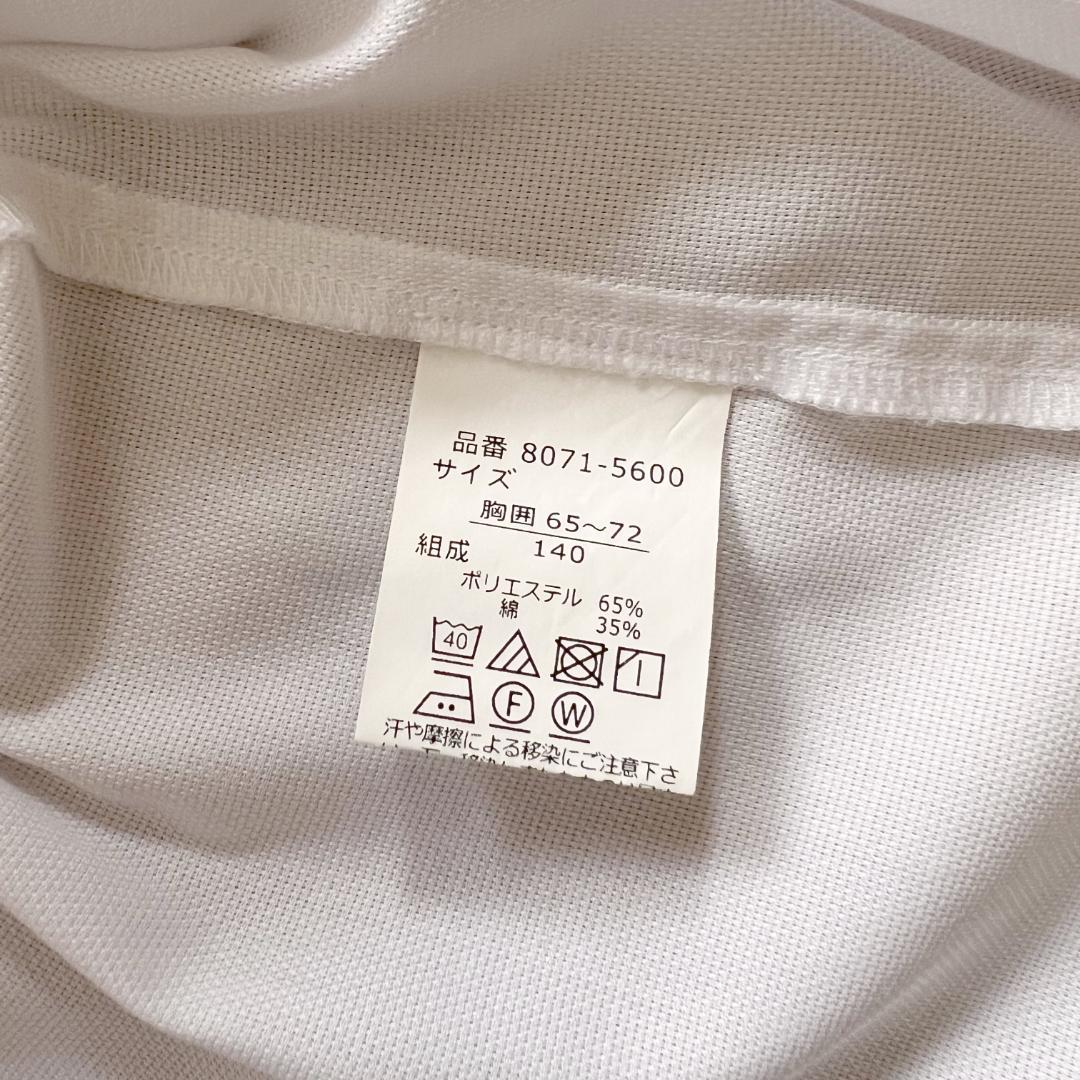 品番 8071-5600
サイズ
胸囲 65～72
140
組成
ポリエステル 65%
綿 35%
40
F W
汗や摩擦による移染にご注意下さ